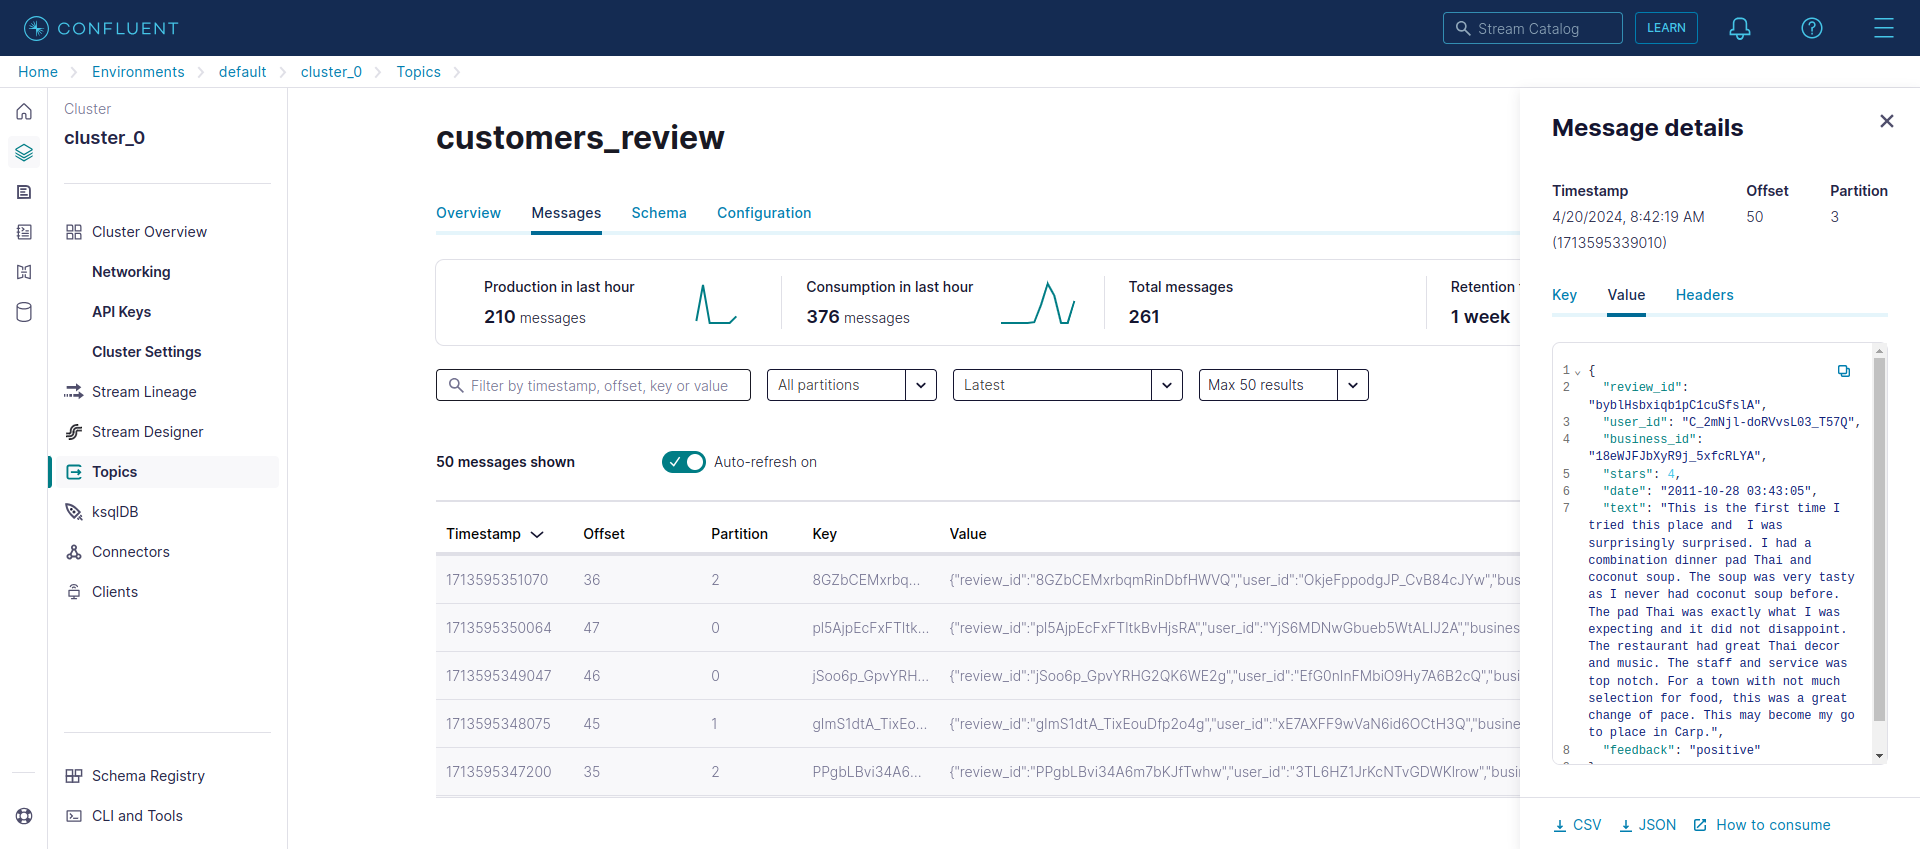 CONFLUENT
Stream Catalog
LEARN
Home
Environments
default
cluster_0
Topics
Cluster
cluster_0
Cluster Overview
Networking
API Keys
Cluster Settings
Stream Lineage
Stream Designer
Topics
ksqlDB
Connectors
Clients
Schema Registry
CLI and Tools
customers_review
Overview Messages Schema Configuration
Production in last hour
210 messages
Consumption in last hour
376 messages
Total messages
261
Retention
1 week
Filter by timestamp, offset, key or value
All partitions
Latest
Max 50 results
50 messages shown
Auto-refresh on
Timestamp Offset Partition Key Value
1713595351070 36 2 8GZbCEMxrbq... {"review_id":"8GZbCEMxrbqmRinDbfHWVQ","user_id":"OkjeFppodgJP_CvB84cJYw","bus
1713595350064 47 0 pl5AjpEcFxFTltk... {"review_id":"pl5AjpEcFxFTltkBvHjsRA","user_id":"YjS6MDNwGbueb5WtALlJ2A","busines
1713595349047 46 0 jSoo6p_GpvYRH... {"review_id":"jSoo6p_GpvYRHG2QK6WE2g","user_id":"EfG0nInFMbiO9Hy7A6B2cQ","busi
1713595348075 45 1 glmS1dtA_TixEo... {"review_id":"glmS1dtA_TixEouDfp2o4g","user_id":"xE7AXFF9wVaN6id6OCtH3Q","busine
1713595347200 35 2 PPgbLBvi34A6... {"review_id":"PPgbLBvi34A6m7bKJfTwhw","user_id":"3TL6HZ1JrKcNTvGDWKlrow","busi
Message details
Timestamp Offset Partition
4/20/2024, 8:42:19 AM 50 3
(1713595339010)
Key Value Headers
1 {
2 "review_id":
"byblHsbxiqb1pC1cuSfslA",
3 "user_id": "C_2mNjl-doRVvsL03_T57Q",
4 "business_id":
"18eWJFJbXyR9j_5xfcRLYA",
5 "stars": 4,
6 "date": "2011-10-28 03:43:05",
7 "text": "This is the first time I
tried this place and  I was
surprisingly surprised. I had a
combination dinner pad Thai and
coconut soup. The soup was very tasty
as I never had coconut soup before.
The pad Thai was exactly what I was
expecting and it did not disappoint.
The restaurant had great Thai decor
and music. The staff and service was
top notch. For a town with not much
selection for food, this was a great
change of pace. This may become my go
to place in Carp.",
8 "feedback": "positive"
CSV
JSON
How to consume